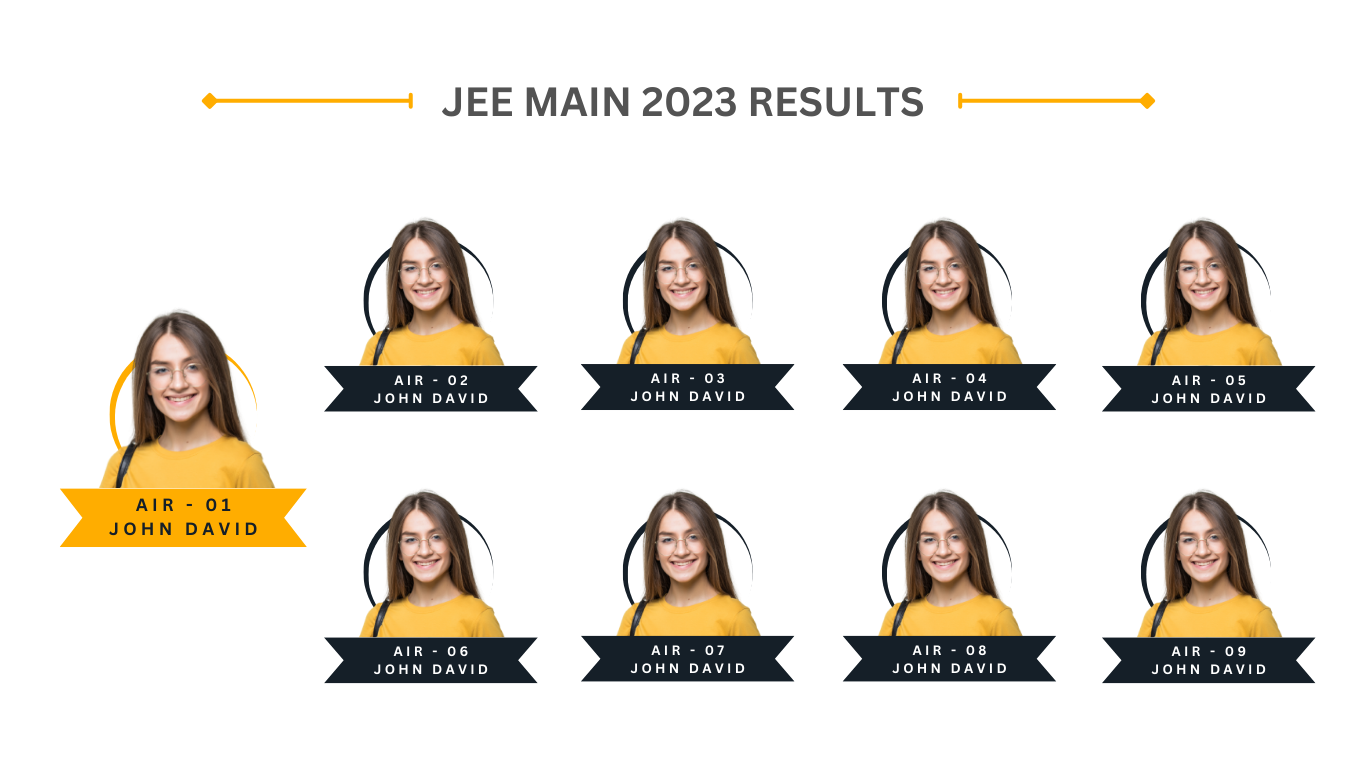 JEE MAIN 2023 RESULTS
AIR - 01
JOHN DAVID
AIR - 02
JOHN DAVID
AIR - 03
JOHN DAVID
AIR - 04
JOHN DAVID
AIR - 05
JOHN DAVID
AIR - 06
JOHN DAVID
AIR - 07
JOHN DAVID
AIR - 08
JOHN DAVID
AIR - 09
JOHN DAVID